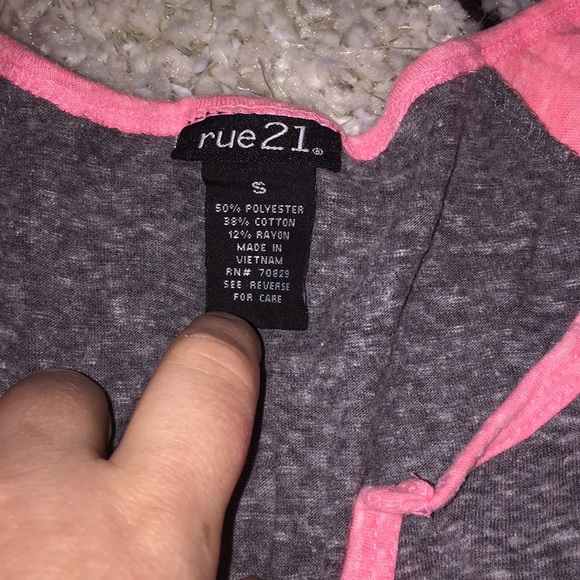 rue21®
S
50% POLYESTER
38% COTTON
12% RAYON
MADE IN
VIETNAM
RN# 70829
SEE REVERSE
FOR CARE